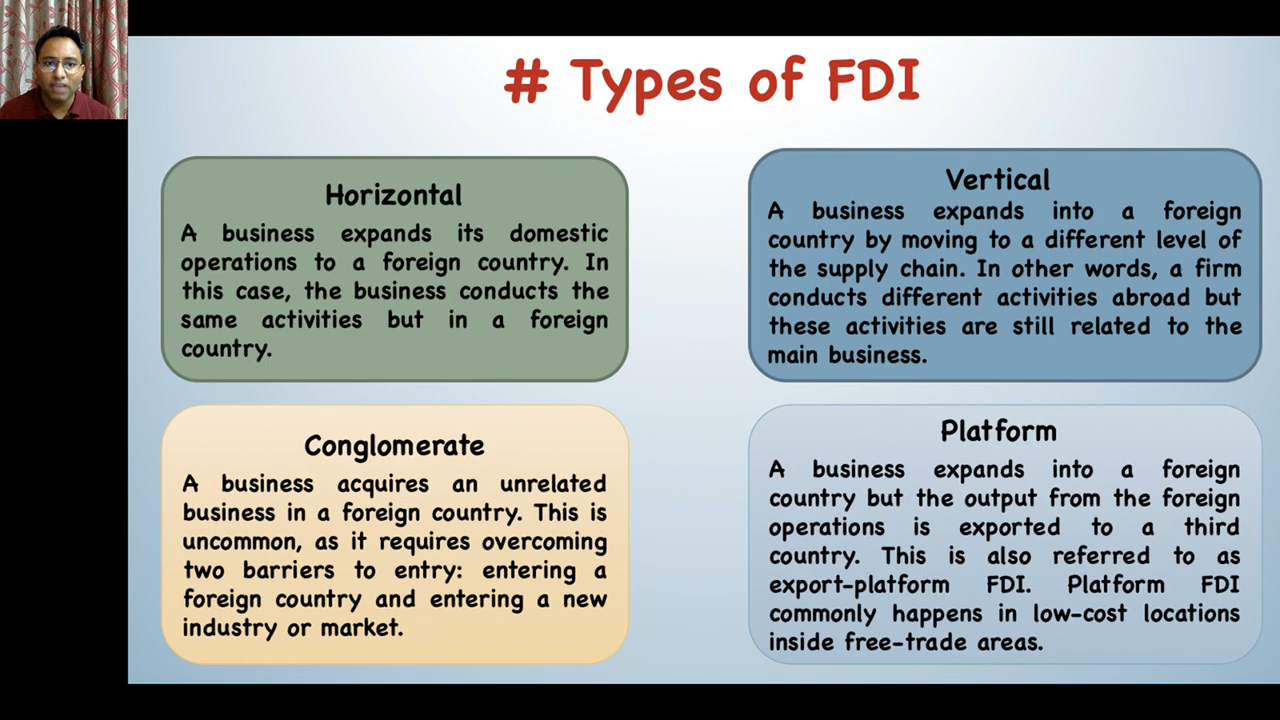 # Types of FDI
Horizontal
A business expands its domestic
operations to a foreign country. In
this case, the business conducts the
same activities but in a foreign
country.
Vertical
A business expands into a foreign
country by moving to a different level of
the supply chain. In other words, a firm
conducts different activities abroad but
these activities are still related to the
main business.
Conglomerate
A business acquires an unrelated
business in a foreign country. This is
uncommon, as it requires overcoming
two barriers to entry: entering a
foreign country and entering a new
industry or market.
Platform
A business expands into a foreign
country but the output from the foreign
operations is exported to a third
country. This is also referred to as
export-platform FDI. Platform FDI
commonly happens in low-cost locations
inside free-trade areas.